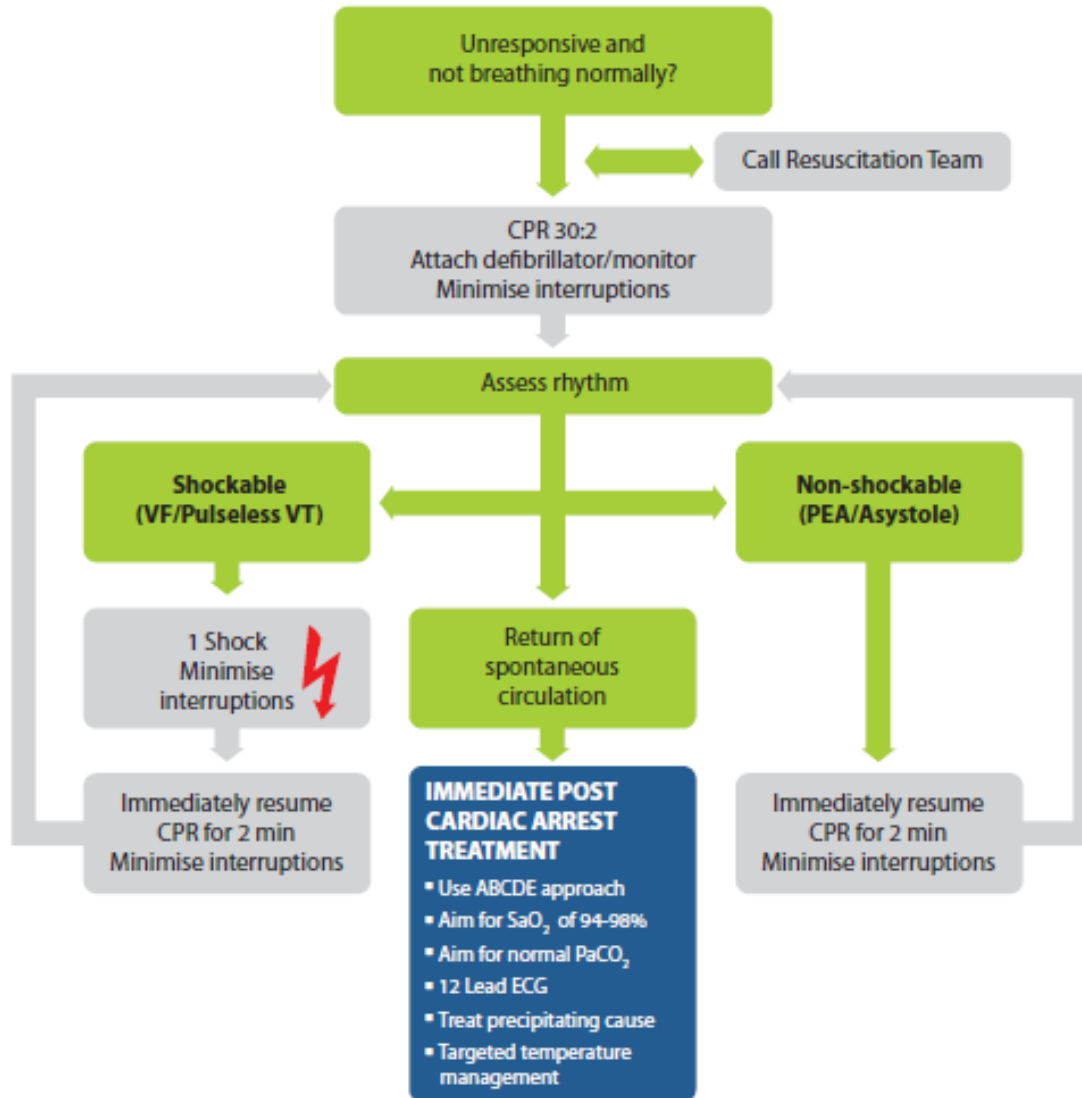 Unresponsive and
not breathing normally?
Call Resuscitation Team
CPR 30:2
Attach defibrillator/monitor
Minimise interruptions
Assess rhythm
Shockable
(VF/Pulseless VT)
Non-shockable
(PEA/Asystole)
1 Shock
Minimise
interruptions
Return of
spontaneous
circulation
Immediately resume
CPR for 2 min
Minimise interruptions
IMMEDIATE POST
CARDIAC ARREST
TREATMENT
▪ Use ABCDE approach
▪ Aim for SaO₂ of 94-98%
▪ Aim for normal PaCO₂
▪ 12 Lead ECG
▪ Treat precipitating cause
▪ Targeted temperature
management
Immediately resume
CPR for 2 min
Minimise interruptions